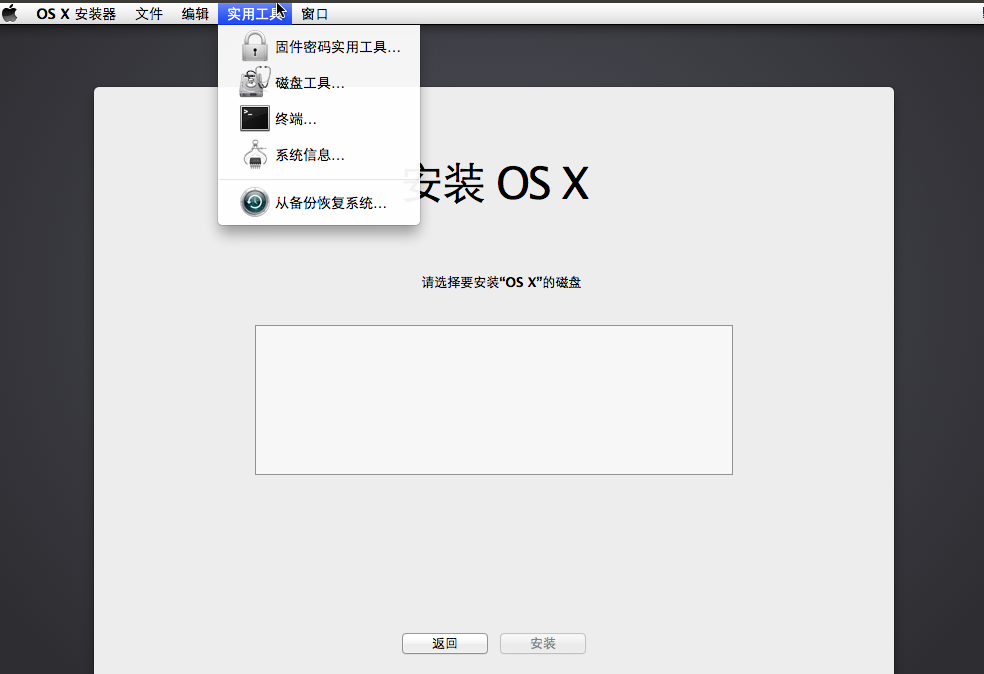 OS X 安装器 文件 编辑 实用工具 窗口
固件密码实用工具…
磁盘工具…
终端…
系统信息…
从备份恢复系统…
安装 OS X
请选择要安装“OS X”的磁盘
返回 安装